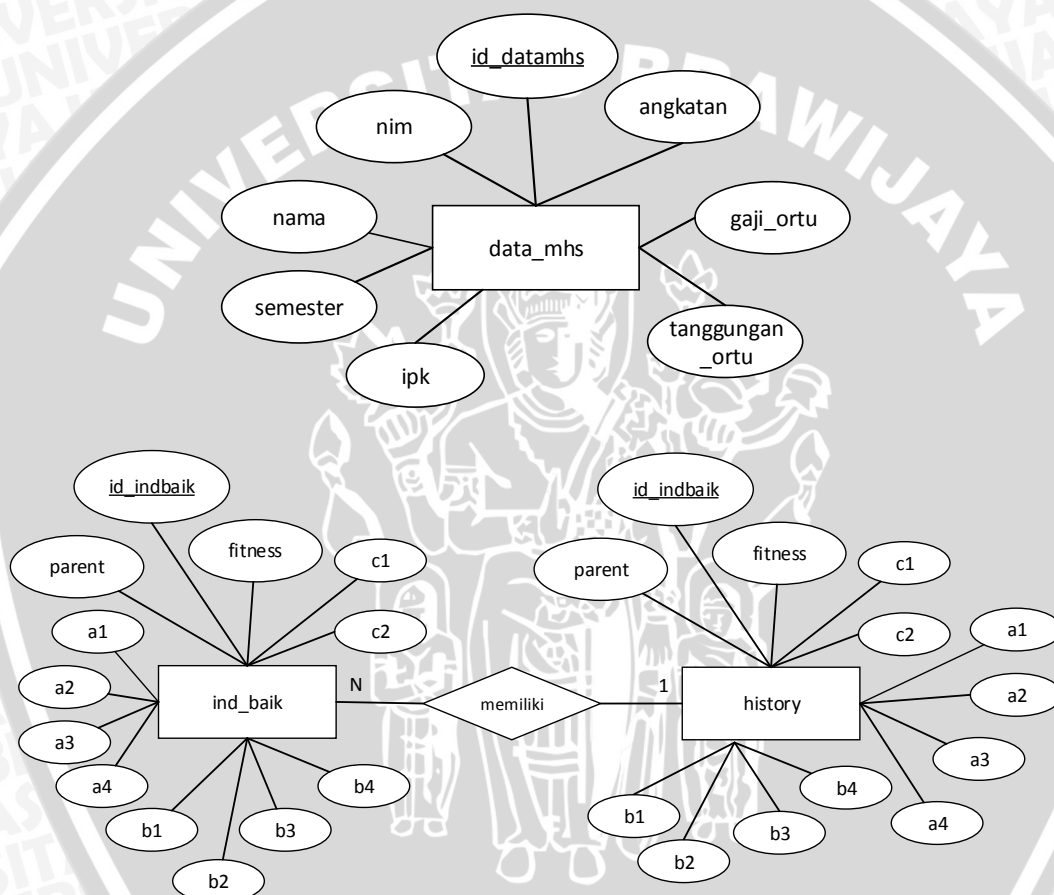 UNIVERSITAS BRAWIJAYA
id_datamhs
nim
angkatan
nama
gaji_ortu
data_mhs
semester
tanggungan
_ortu
ipk
id_indbaik
fitness
parent
c1
a1
c2
a2
ind_baik
N
memiliki
1
a3
a4
b1
b2
b3
b4
id_indbaik
fitness
parent
c1
c2
a1
history
a2
a3
a4
b1
b2
b3
b4